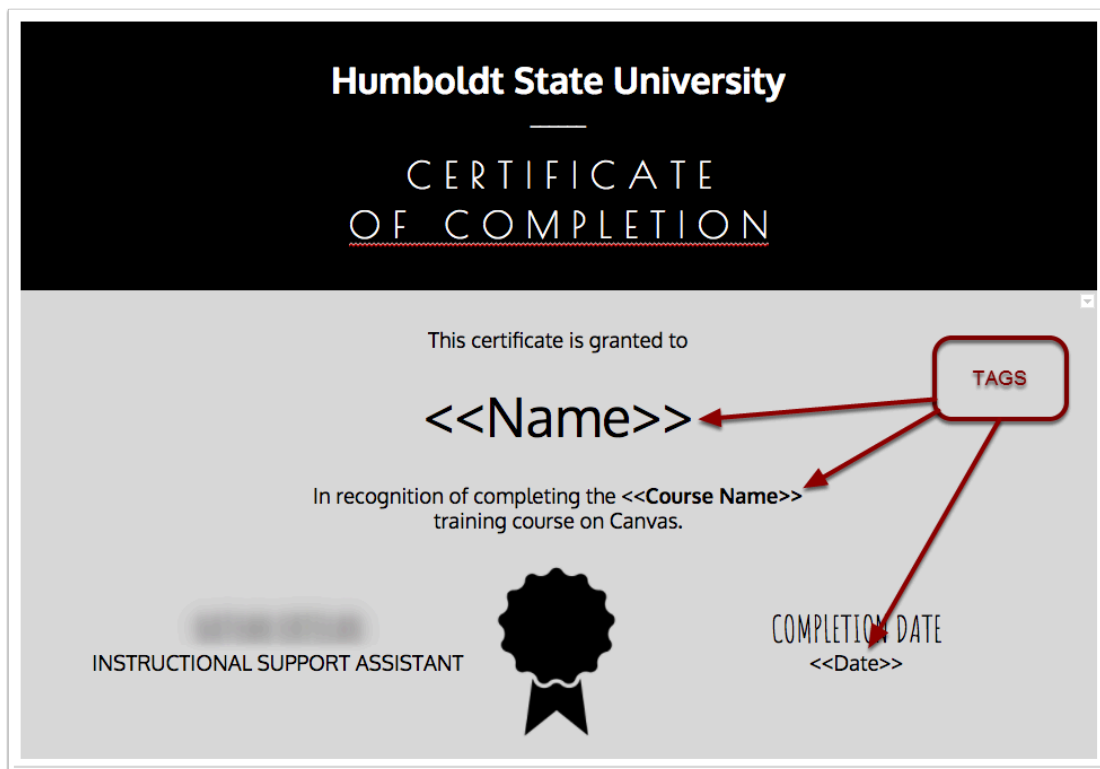 Humboldt State University
CERTIFICATE
OF COMPLETION
This certificate is granted to
TAGS
<<Name>>
In recognition of completing the <<Course Name>>
training course on Canvas.
COMPLETION DATE
INSTRUCTIONAL SUPPORT ASSISTANT
<<Date>>